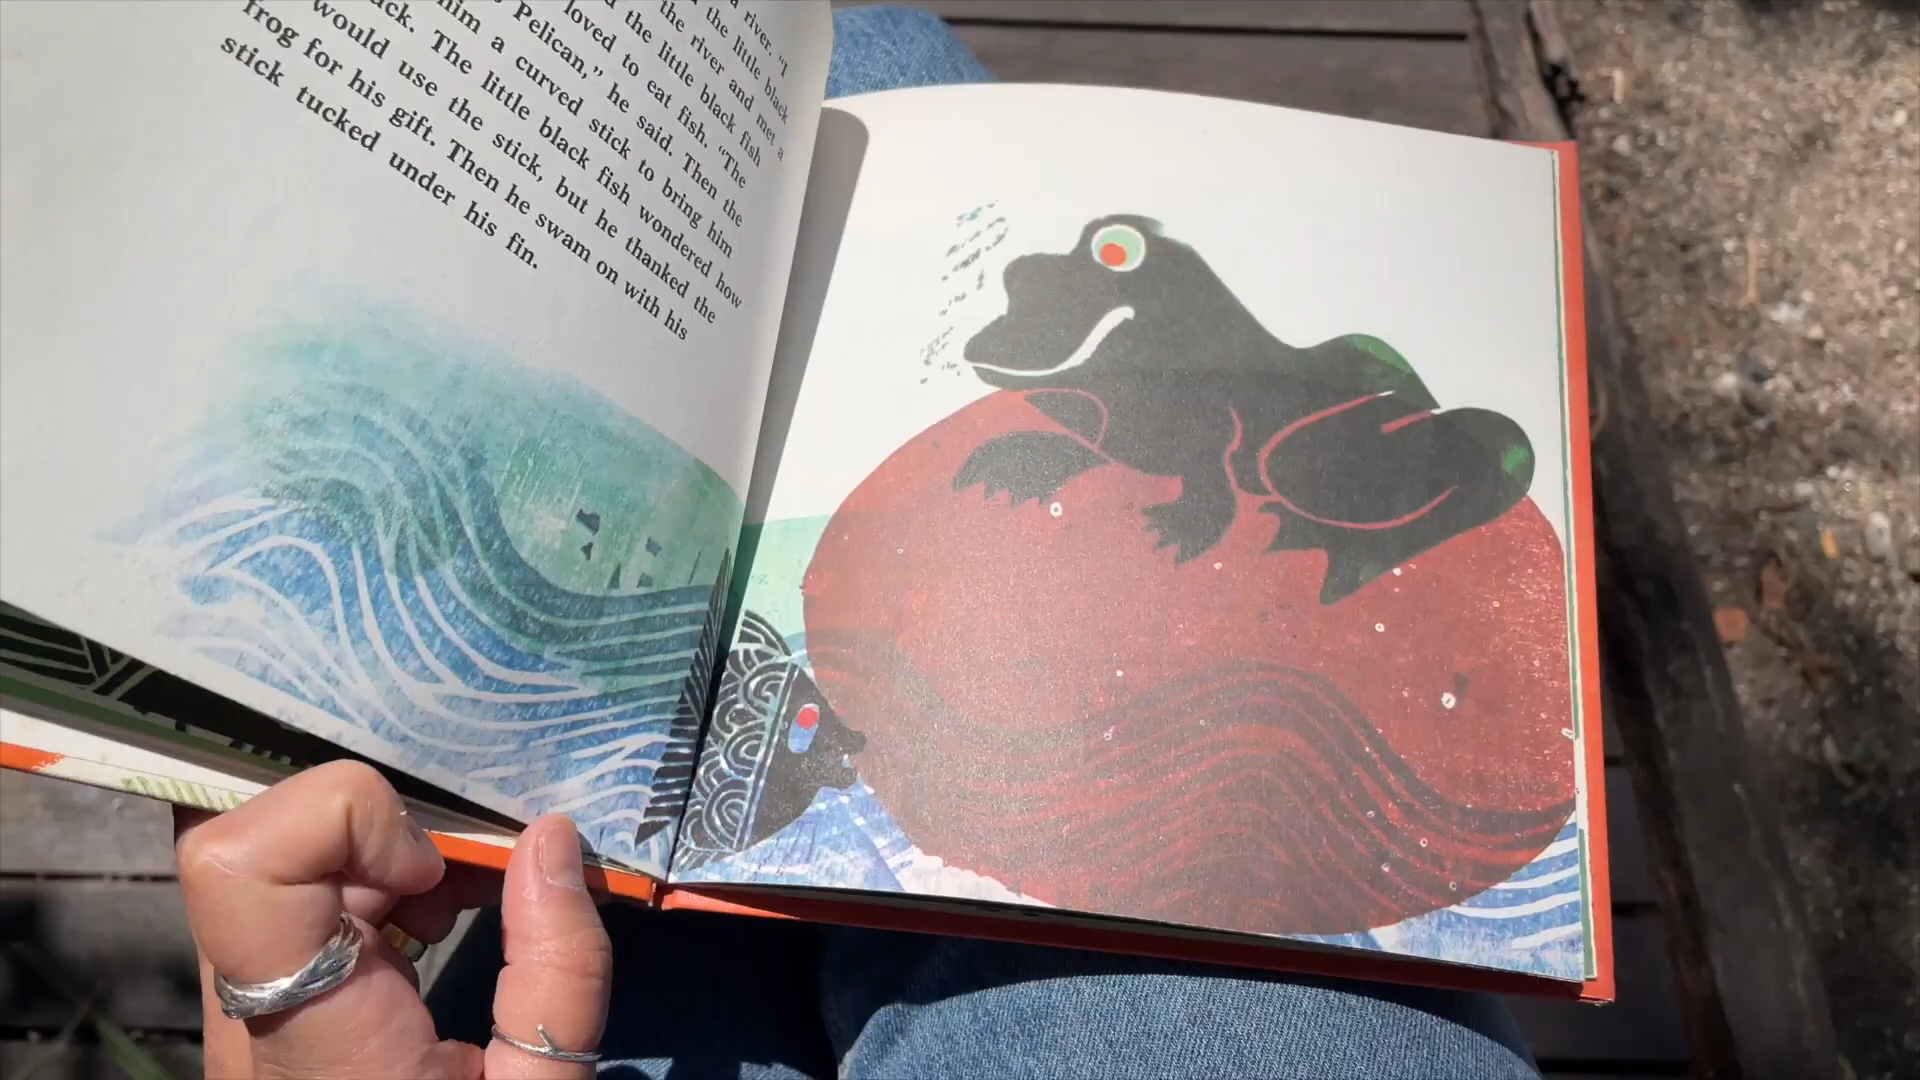 river. "I
the little black
the river and met a
the little black fish
loved to eat fish. "The
Pelican," he said. Then the
him a curved stick to bring him
The little black fish wondered how
would use the stick, but he thanked the
frog for his gift. Then he swam on with his
stick tucked under his fin.